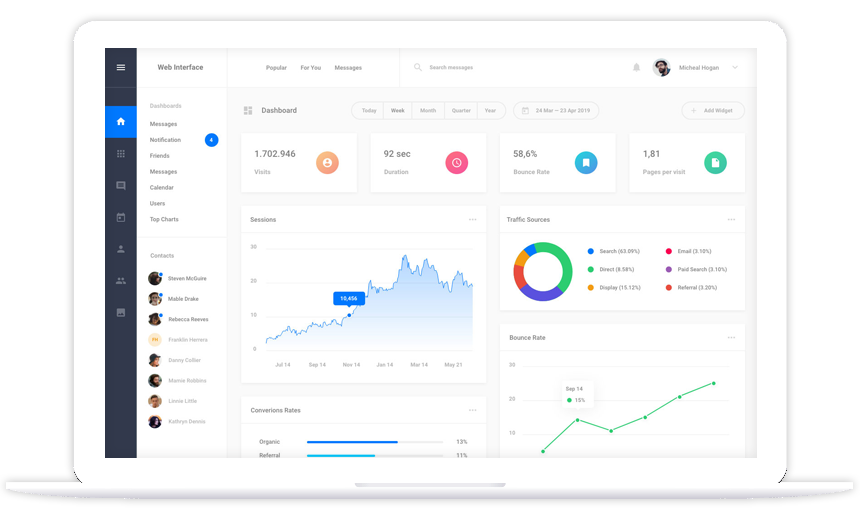 Web Interface
Popular For You Messages
Search messages
Micheal Hogan
Dashboards
Messages
Notification 4
Friends
Messages
Calendar
Users
Top Charts
Contacts
Steven McGuire
Mable Drake
Rebecca Reeves
FH Franklin Herrera
Danny Collier
Mamie Robbins
Linnie Little
Kathryn Dennis
Dashboard
Today Week Month Quarter Year
24 Mar — 23 Apr 2019
Add Widget
1.702.946
Visits
92 sec
Duration
58,6%
Bounce Rate
1,81
Pages per visit
Sessions
30
20
10
0
10,456
Jul 14 Sep 14 Nov 14 Jan 14 Mar 14 May 21
Traffic Sources
Search (63.09%)
Direct (8.58%)
Display (15.12%)
Email (3.10%)
Paid Search (3.10%)
Referral (3.20%)
Bounce Rate
30
20
10
Sep 14
15%
Converions Rates
Organic 13%
Referral 11%